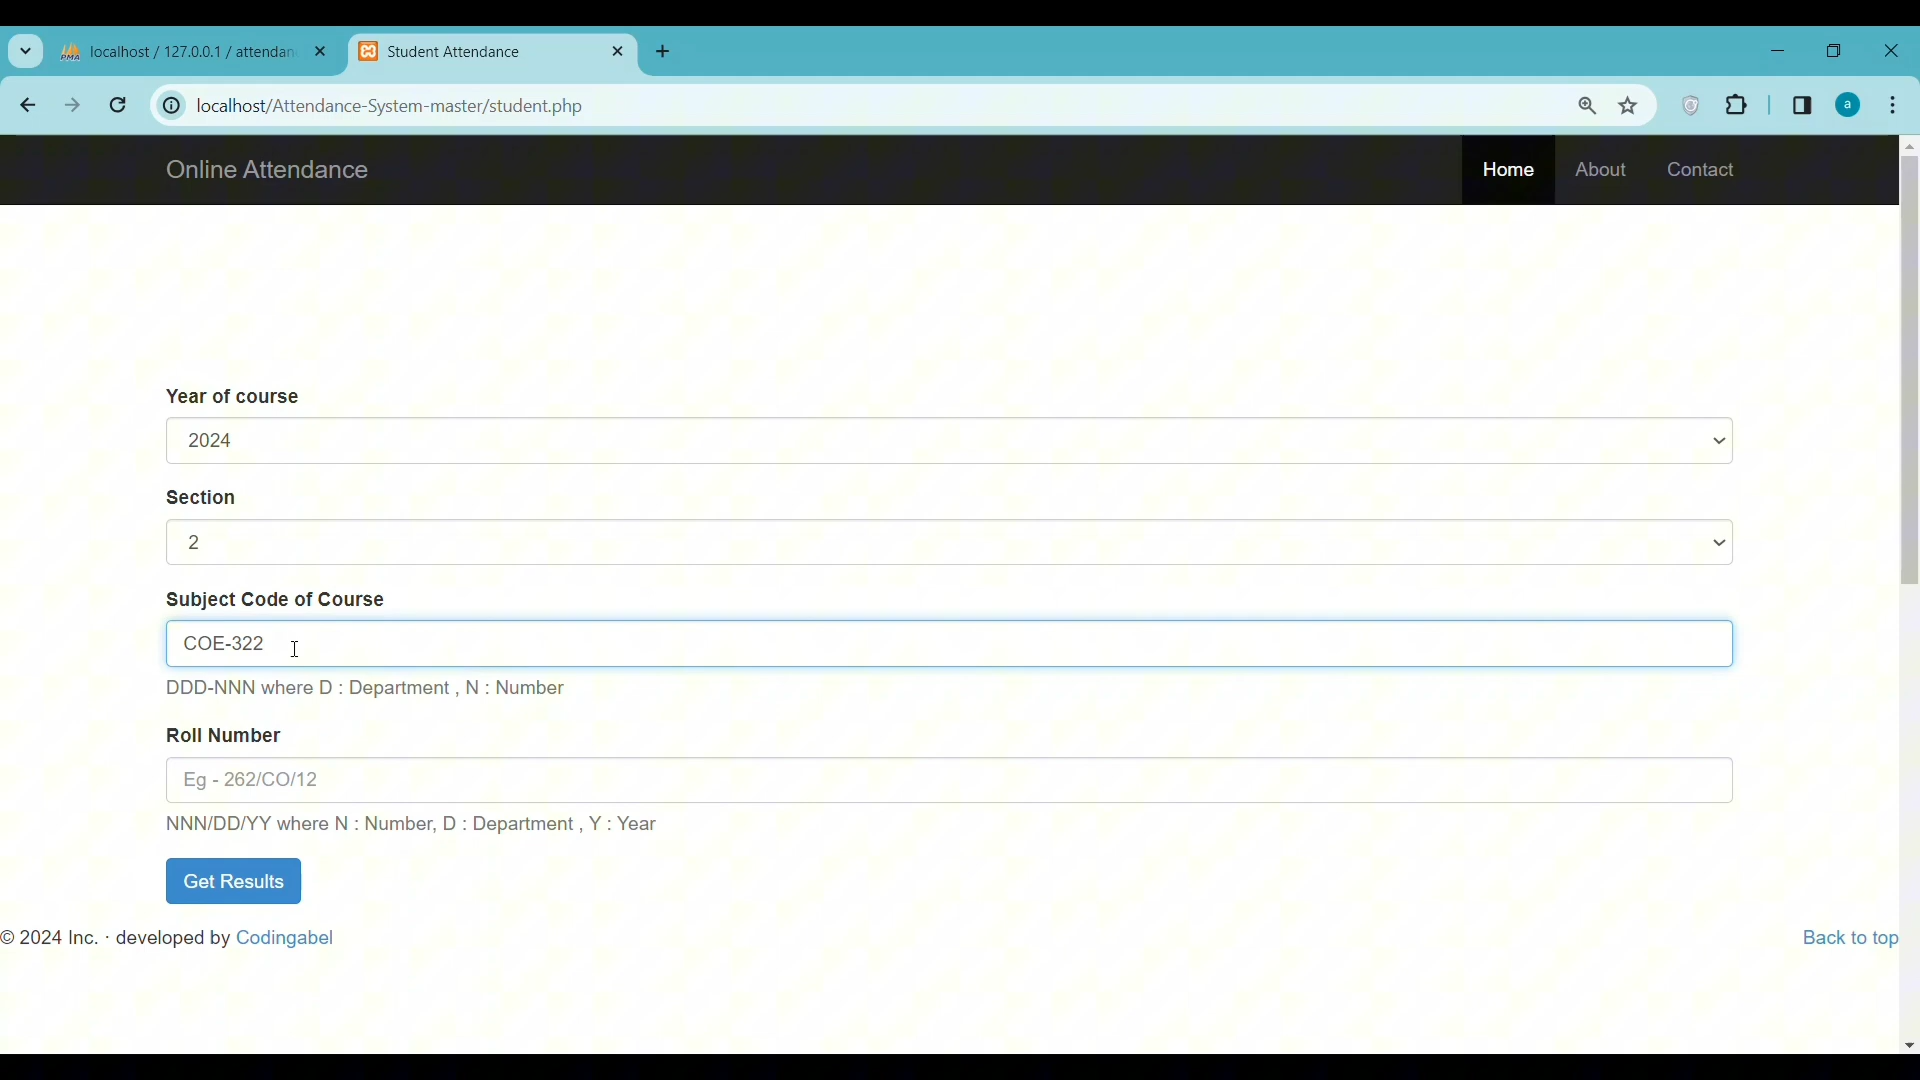 localhost / 127.0.0.1 / attendan
Student Attendance
localhost/Attendance-System-master/student.php
a
Online Attendance
Home
About
Contact
Year of course
2024
Section
2
Subject Code of Course
COE-322
DDD-NNN where D : Department , N : Number
Roll Number
Eg - 262/CO/12
NNN/DD/YY where N : Number, D : Department , Y : Year
Get Results
© 2024 Inc. · developed by Codingabel
Back to top